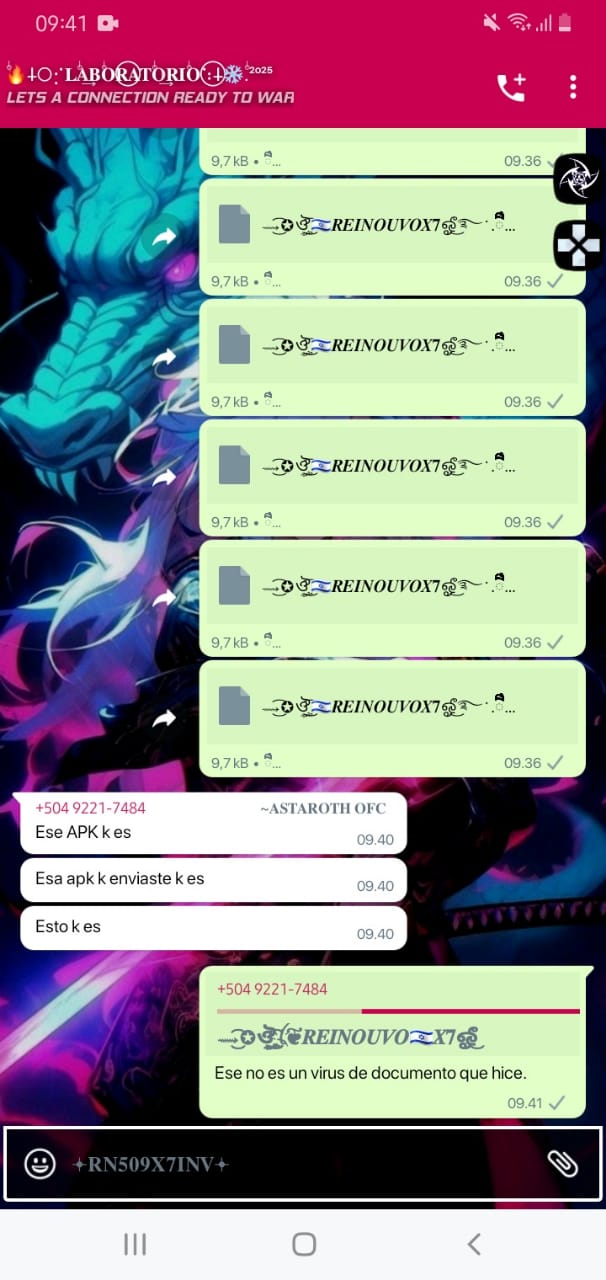 09:41
LABORATORIO 2025
LETS A CONNECTION READY TO WAR
9,7 kB • ... 09.36
REINOUVOX7 ...
9,7 kB • ... 09.36
REINOUVOX7 ...
9,7 kB • ... 09.36
REINOUVOX7 ...
9,7 kB • ... 09.36
REINOUVOX7 ...
9,7 kB • ... 09.36
REINOUVOX7 ...
9,7 kB • ... 09.36
+504 9221-7484 ~ASTAROTH OFC
Ese APK k es
09.40
Esa apk k enviaste k es
09.40
Esto k es
09.40
+504 9221-7484
REINOUVO🇮🇱X7
Ese no es un virus de documento que hice.
09.41
✦RN509X7INV✦